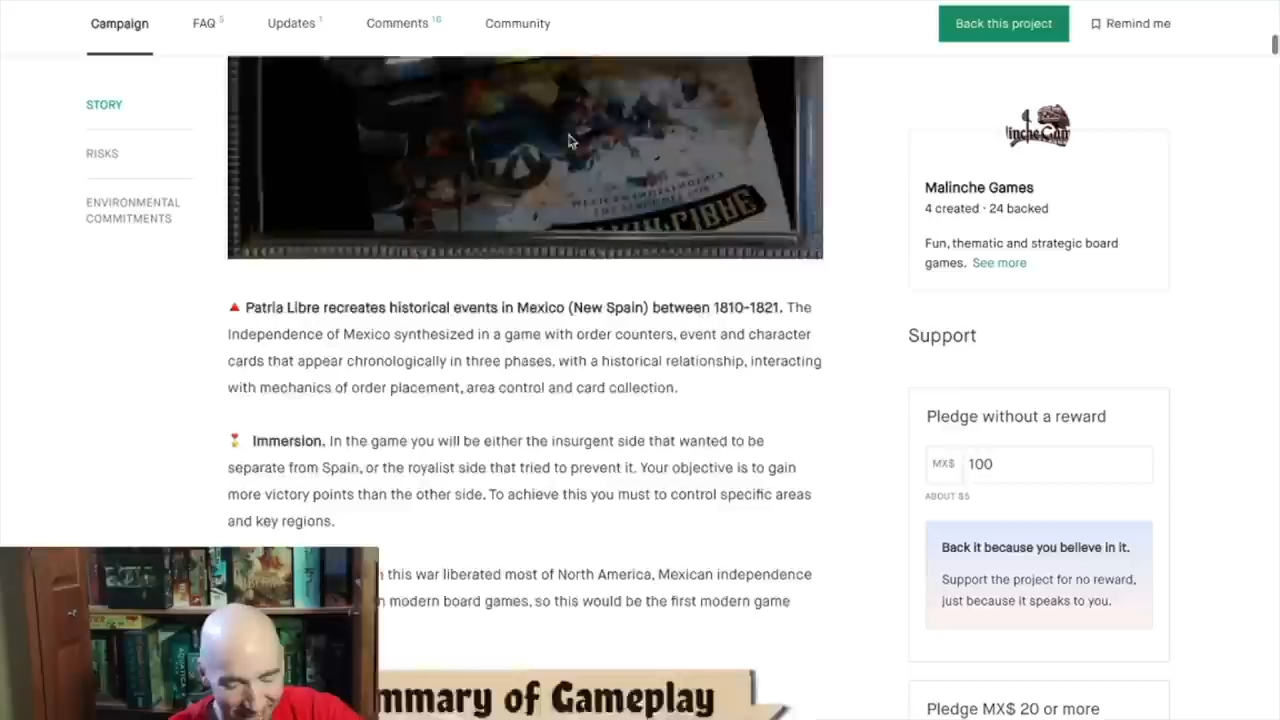 Campaign FAQ 5 Updates 1 Comments 16 Community Back this project Remind me
STORY
RISKS
ENVIRONMENTAL
COMMITMENTS
MEXICAN INDEPENDENCE
🔺 Patria Libre recreates historical events in Mexico (New Spain) between 1810-1821. The
Independence of Mexico synthesized in a game with order counters, event and character
cards that appear chronologically in three phases, with a historical relationship, interacting
with mechanics of order placement, area control and card collection.
🎖 Immersion. In the game you will be either the insurgent side that wanted to be
separate from Spain, or the royalist side that tried to prevent it. Your objective is to gain
more victory points than the other side. To achieve this you must to control specific areas
and key regions.
this war liberated most of North America, Mexican independence
modern board games, so this would be the first modern game
mmary of Gameplay
AQUATICA
Malinche Games
4 created · 24 backed
Fun, thematic and strategic board
games. See more
Support
Pledge without a reward
MX$ 100
ABOUT $5
Back it because you believe in it.
Support the project for no reward,
just because it speaks to you.
Pledge MX$ 20 or more